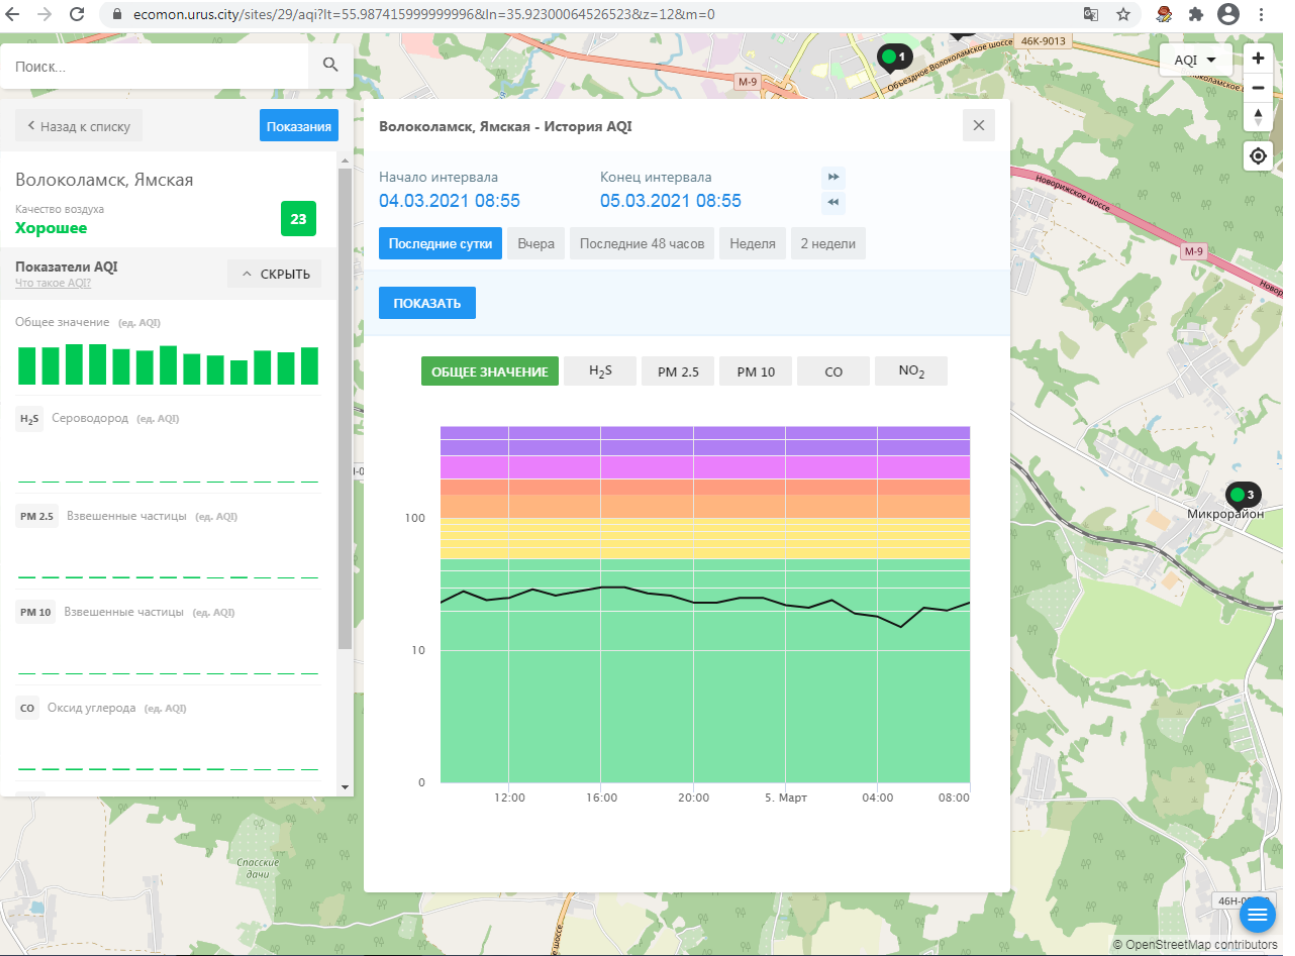 ecomon.urus.city/sites/29/aqi?lt=55.987415999999996&ln=35.92300064526523&z=12&m=0
Поиск...
Назад к списку
Показания
Волоколамск, Ямская
Качество воздуха
Хорошее
23
Показатели AQI
Что такое AQI?
СКРЫТЬ
Общее значение (ед. AQI)
H₂S Сероводород (ед. AQI)
PM 2.5 Взвешенные частицы (ед. AQI)
PM 10 Взвешенные частицы (ед. AQI)
CO Оксид углерода (ед. AQI)
Волоколамск, Ямская - История AQI
Начало интервала
04.03.2021 08:55
Конец интервала
05.03.2021 08:55
Последние сутки
Вчера
Последние 48 часов
Неделя
2 недели
ПОКАЗАТЬ
ОБЩЕЕ ЗНАЧЕНИЕ
H₂S
PM 2.5
PM 10
CO
NO₂
100
10
0
12:00
16:00
20:00
5. Март
04:00
08:00
M-9
1
Объездное Волоколамское шоссе
46К-9013
AQI
Новорижское шоссе
M-9
3
Микрорайон
Спасские
дачи
© OpenStreetMap contributors